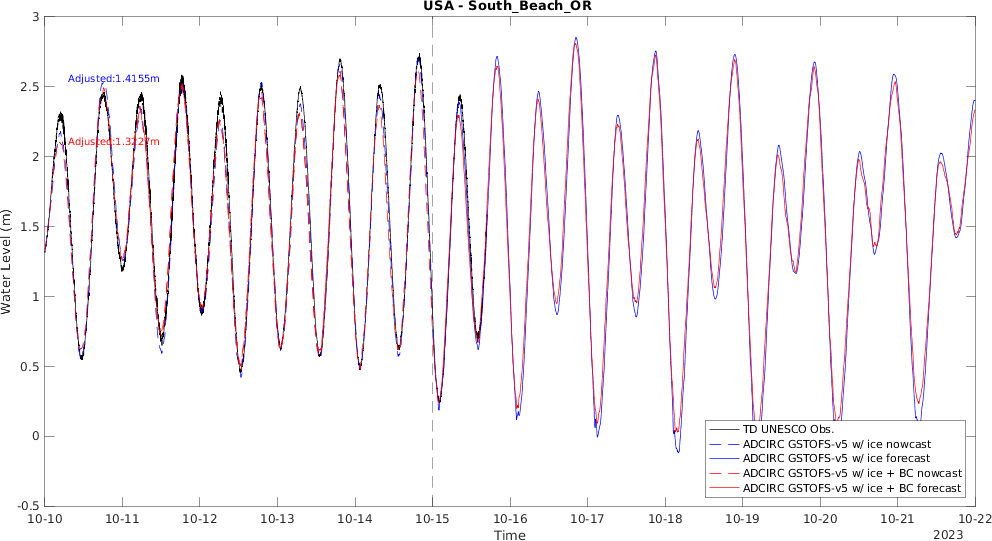 USA - South_Beach_OR
3
2.5
2
1.5
1
0.5
0
-0.5
Water Level (m)
Adjusted:1.4155m
Adjusted:1.3227m
TD UNESCO Obs.
ADCIRC GSTOFS-v5 w/ ice nowcast
ADCIRC GSTOFS-v5 w/ ice forecast
ADCIRC GSTOFS-v5 w/ ice + BC nowcast
ADCIRC GSTOFS-v5 w/ ice + BC forecast
10-10 10-11 10-12 10-13 10-14 10-15 10-16 10-17 10-18 10-19 10-20 10-21 10-22
Time
2023